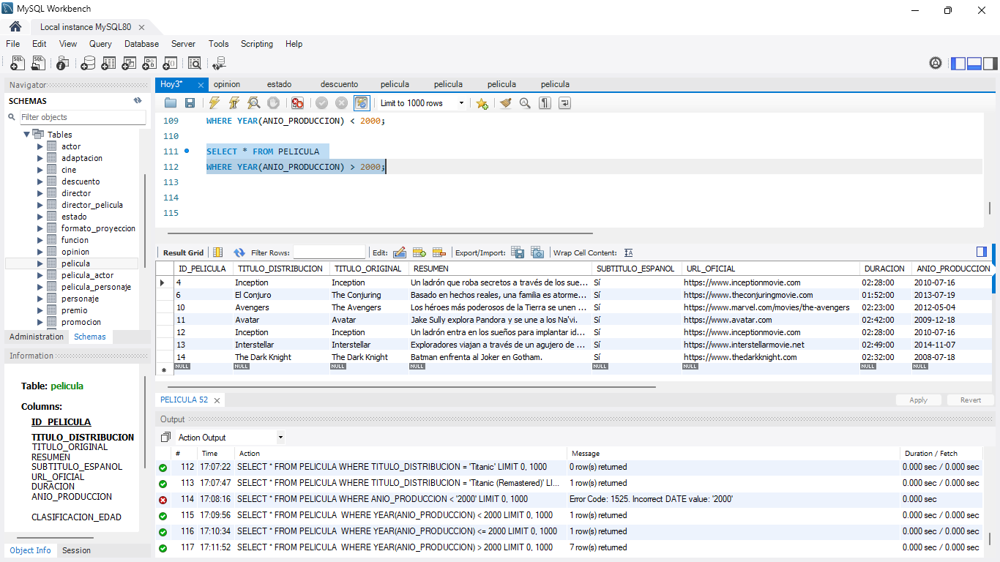 MySQL Workbench
Local instance MySQL80
File Edit View Query Database Server Tools Scripting Help
Navigator
SCHEMAS
Filter objects
Tables
actor
adaptacion
cine
descuento
director
director_pelicula
estado
formato_proyeccion
funcion
opinion
pelicula
pelicula_actor
pelicula_personaje
personaje
premio
promocion
Administration Schemas
Information
Table: pelicula
Columns:
ID_PELICULA
TITULO_DISTRIBUCION
TITULO_ORIGINAL
RESUMEN
SUBTITULO_ESPANOL
URL_OFICIAL
DURACION
ANIO_PRODUCCION
CLASIFICACION_EDAD
Object Info Session
Hoy3* opinion estado descuento pelicula pelicula pelicula pelicula
Limit to 1000 rows
109 WHERE YEAR(ANIO_PRODUCCION) < 2000;
110
111 SELECT * FROM PELICULA
112 WHERE YEAR(ANIO_PRODUCCION) > 2000;
113
114
115
Result Grid Filter Rows: Edit: Export/Import: Wrap Cell Content:
ID_PELICULA TITULO_DISTRIBUCION TITULO_ORIGINAL RESUMEN SUBTITULO_ESPANOL URL_OFICIAL DURACION ANIO_PRODUCCION
4 Inception Inception Un ladrón que roba secretos a través de los sue... Sí https://www.inceptionmovie.com 02:28:00 2010-07-16
6 El Conjuro The Conjuring Basado en hechos reales, una familia es atorme... Sí https://www.theconjuringmovie.com 01:52:00 2013-07-19
10 Avengers The Avengers Los héroes más poderosos de la Tierra se unen ... Sí https://www.marvel.com/movies/the-avengers 02:23:00 2012-05-04
11 Avatar Avatar Jake Sully explora Pandora y se une a los Na'vi. Sí https://www.avatar.com 02:42:00 2009-12-18
12 Inception Inception Un ladrón entra en los sueños para implantar id... Sí https://www.inceptionmovie.com 02:28:00 2010-07-16
13 Interstellar Interstellar Exploradores viajan a través de un agujero de ... Sí https://www.interstellarmovie.net 02:49:00 2014-11-07
14 The Dark Knight The Dark Knight Batman enfrenta al Joker en Gotham. Sí https://www.thedarkknight.com 02:32:00 2008-07-18
NULL NULL NULL NULL NULL NULL NULL NULL
PELICULA 52 Apply Revert
Output
Action Output
# Time Action Message Duration / Fetch
112 17:07:22 SELECT * FROM PELICULA WHERE TITULO_DISTRIBUCION = 'Titanic' LIMIT 0, 1000 0 row(s) returned 0.000 sec / 0.000 sec
113 17:07:47 SELECT * FROM PELICULA WHERE TITULO_DISTRIBUCION = 'Titanic (Remastered)' LI... 1 row(s) returned 0.000 sec / 0.000 sec
114 17:08:16 SELECT * FROM PELICULA WHERE ANIO_PRODUCCION < '2000' LIMIT 0, 1000 Error Code: 1525. Incorrect DATE value: '2000' 0.000 sec
115 17:09:56 SELECT * FROM PELICULA WHERE YEAR(ANIO_PRODUCCION) < 2000 LIMIT 0, 1000 1 row(s) returned 0.000 sec / 0.000 sec
116 17:10:34 SELECT * FROM PELICULA WHERE YEAR(ANIO_PRODUCCION) <= 2000 LIMIT 0, 1000 1 row(s) returned 0.000 sec / 0.000 sec
117 17:11:52 SELECT * FROM PELICULA WHERE YEAR(ANIO_PRODUCCION) > 2000 LIMIT 0, 1000 7 row(s) returned 0.000 sec / 0.000 sec